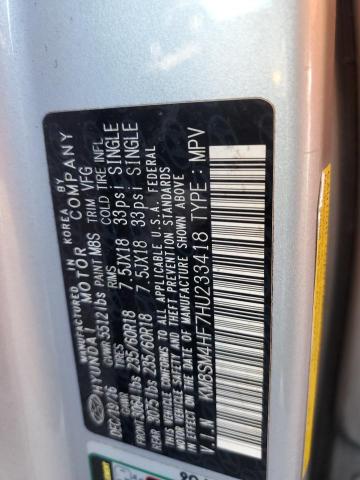 MANUFACTURED IN KOREA BY
HYUNDAI MOTOR COMPANY
DEC/19/16 GVWR 5512 lbs PAINT M8S TRIM VFG
GAWR TIRES RIMS COLD TIRE INFL
FRONT 3064 lbs 235/60R18 7.5JX18 33psi SINGLE
REAR 3075 lbs 235/60R18 7.5JX18 33psi SINGLE
THIS VEHICLE CONFORMS TO ALL APPLICABLE U.S.A. FEDERAL
MOTOR VEHICLE SAFETY AND THEFT PREVENTION STANDARDS
IN EFFECT ON THE DATE OF MANUFACTURE SHOWN ABOVE
V.I.N : KM8SM4HF7HU233418 TYPE : MPV